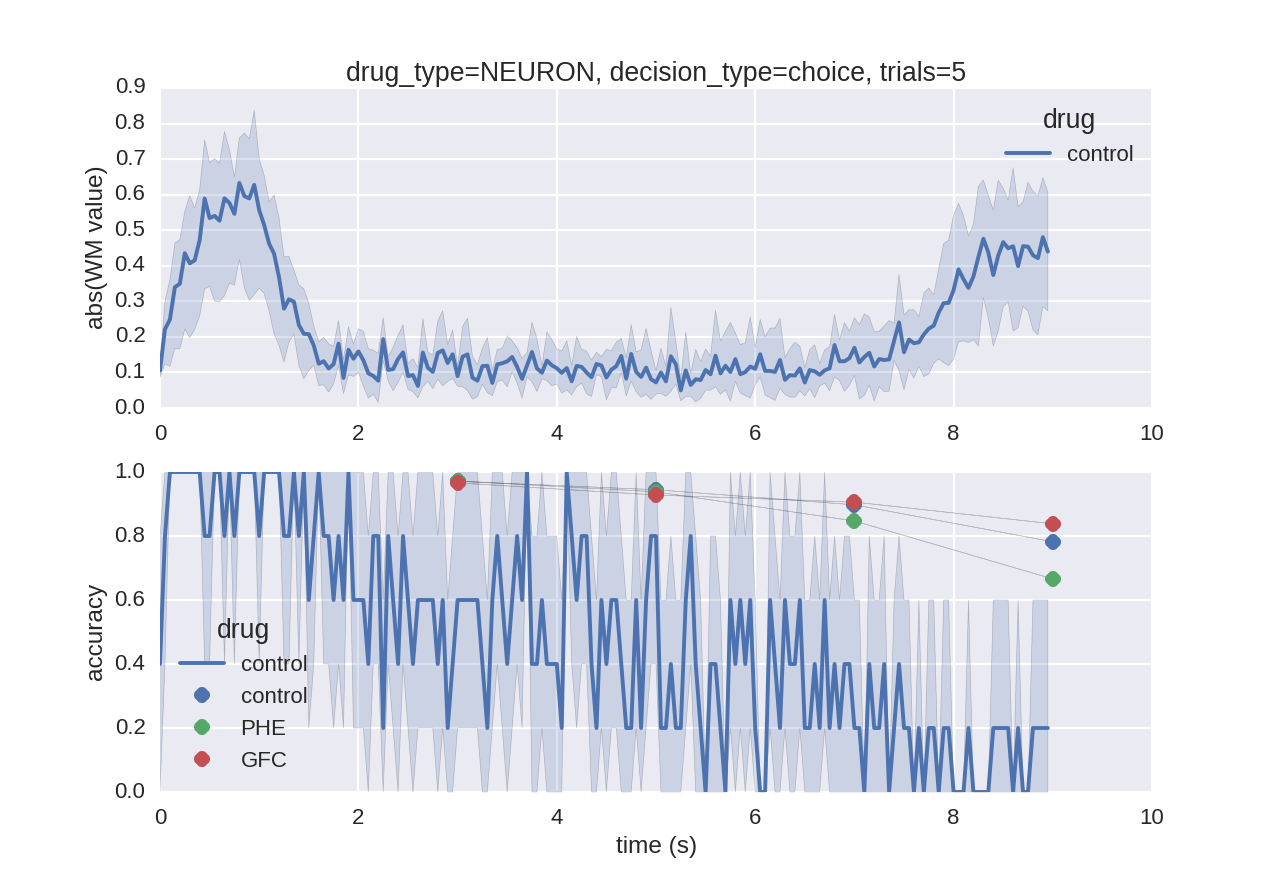 drug_type=NEURON, decision_type=choice, trials=5
abs(WM value)
0.9
0.8
0.7
0.6
0.5
0.4
0.3
0.2
0.1
0.0
drug
control
0 2 4 6 8 10
accuracy
1.0
0.8
0.6
0.4
0.2
0.0
drug
control
control
PHE
GFC
0 2 4 6 8 10
time (s)